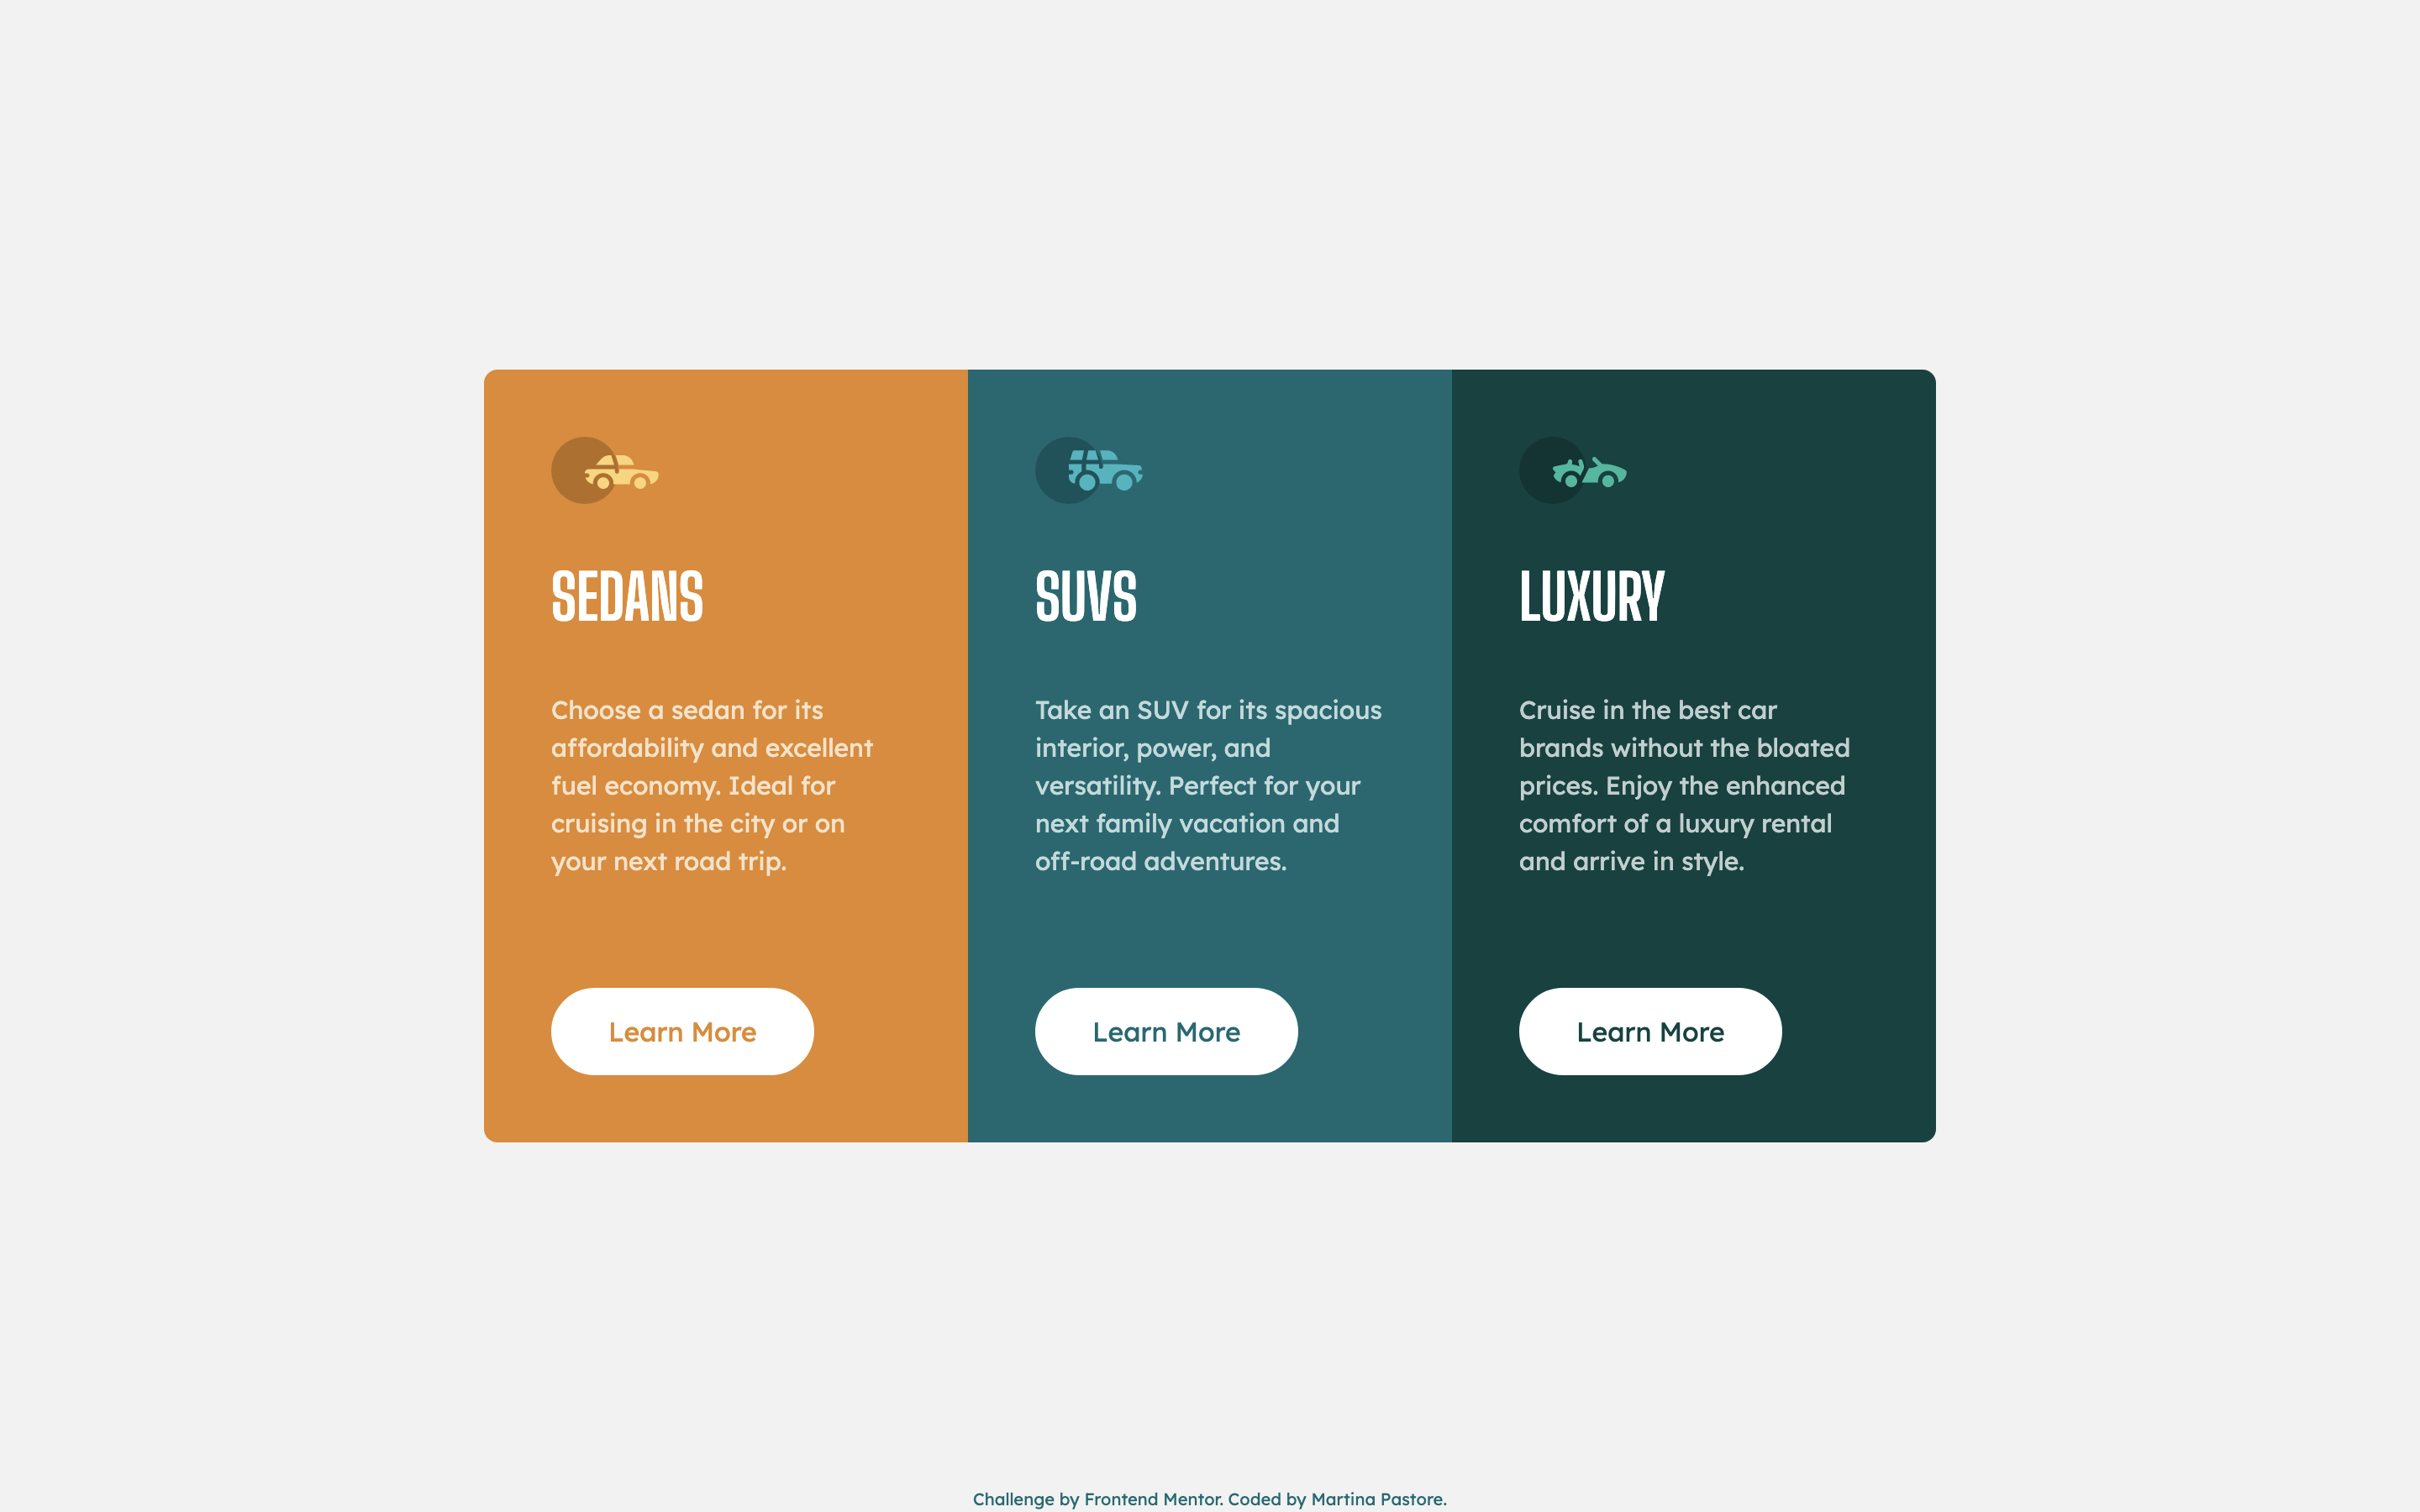 SEDANS
Choose a sedan for its
affordability and excellent
fuel economy. Ideal for
cruising in the city or on
your next road trip.
Learn More
SUVS
Take an SUV for its spacious
interior, power, and
versatility. Perfect for your
next family vacation and
off-road adventures.
Learn More
LUXURY
Cruise in the best car
brands without the bloated
prices. Enjoy the enhanced
comfort of a luxury rental
and arrive in style.
Learn More
Challenge by Frontend Mentor. Coded by Martina Pastore.